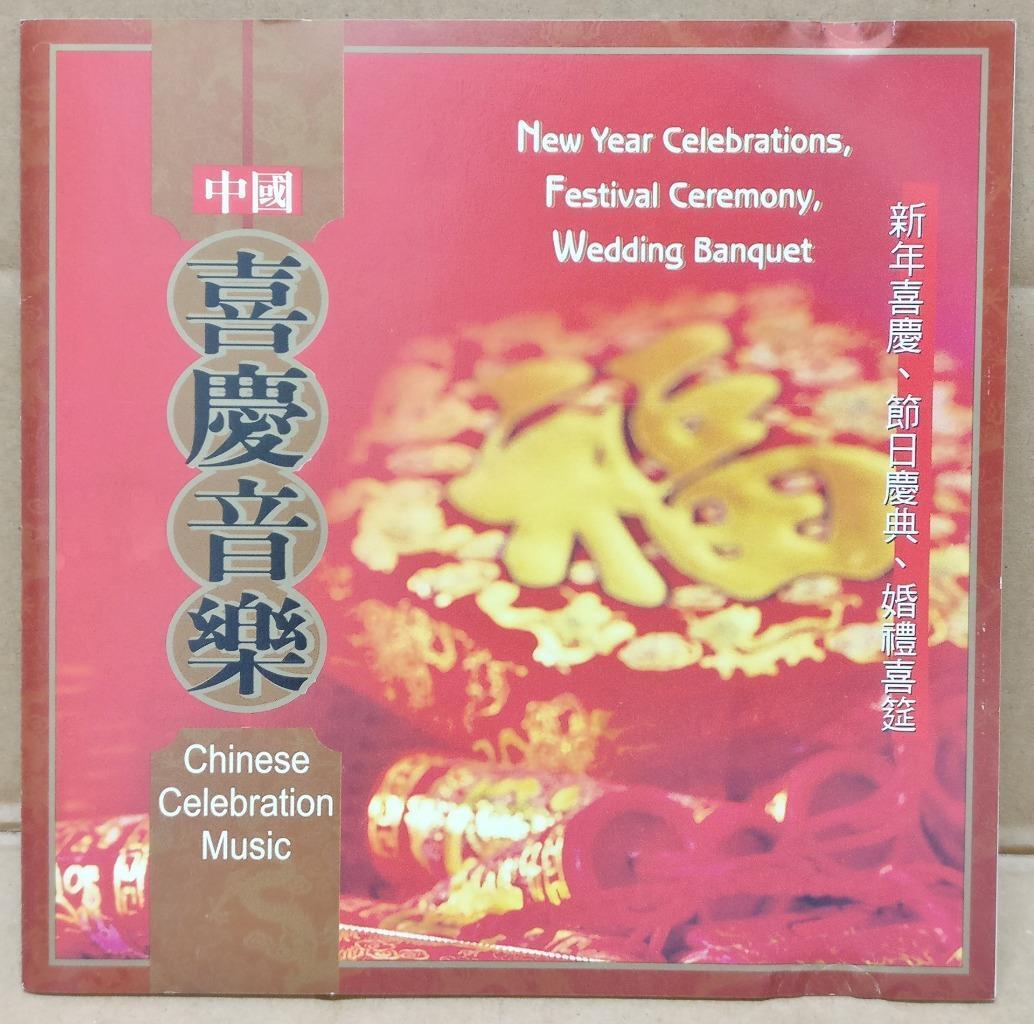 中國
喜慶音樂
Chinese
Celebration
Music
New Year Celebrations,
Festival Ceremony,
Wedding Banquet
新年喜慶、節日慶典、婚禮喜筵
福